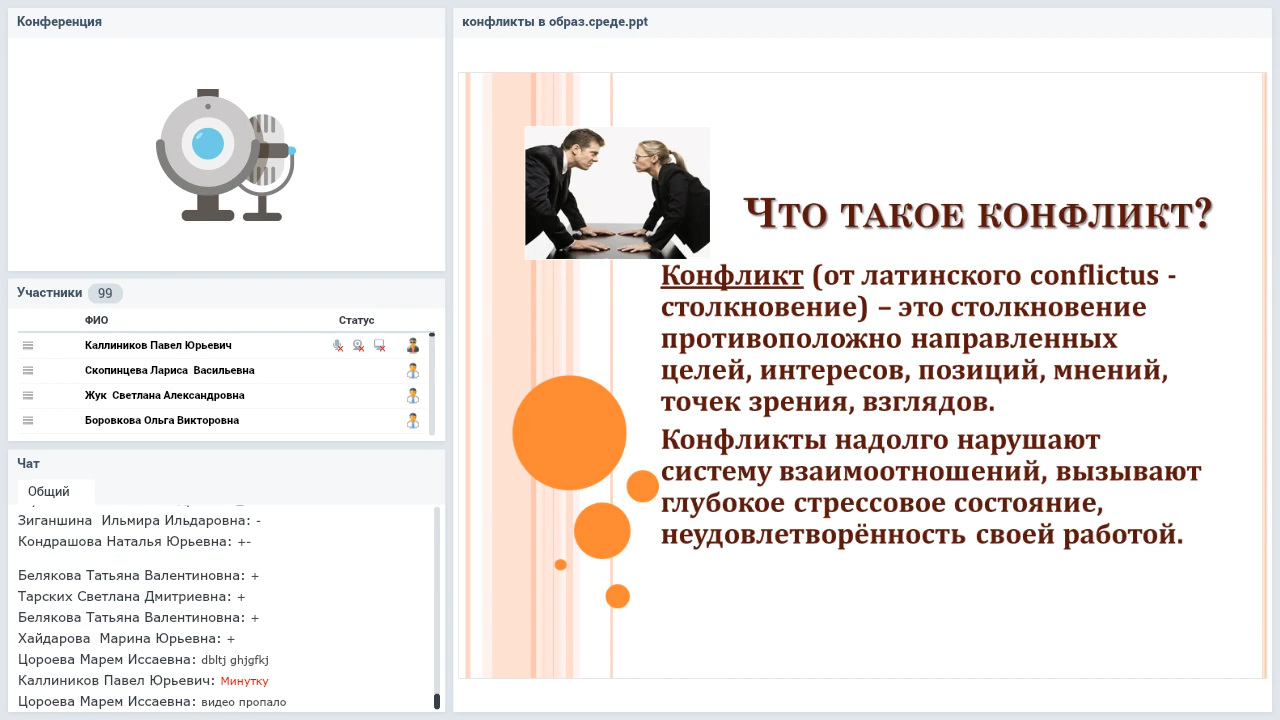 Конференция
Участники 99
ФИО Статус
Каллиников Павел Юрьевич
Скопинцева Лариса Васильевна
Жук Светлана Александровна
Боровкова Ольга Викторовна
Чат
Общий
Зиганшина Ильмира Ильдаровна: -
Кондрашова Наталья Юрьевна: +-
Белякова Татьяна Валентиновна: +
Тарских Светлана Дмитриевна: +
Белякова Татьяна Валентиновна: +
Хайдарова Марина Юрьевна: +
Цороева Марем Иссаевна: dbltj ghjgfkj
Каллиников Павел Юрьевич: Минутку
Цороева Марем Иссаевна: видео пропало
конфликты в образ.среде.ppt
Что такое конфликт?
Конфликт (от латинского conflictus -
столкновение) – это столкновение
противоположно направленных
целей, интересов, позиций, мнений,
точек зрения, взглядов.
Конфликты надолго нарушают
систему взаимоотношений, вызывают
глубокое стрессовое состояние,
неудовлетворённость своей работой.